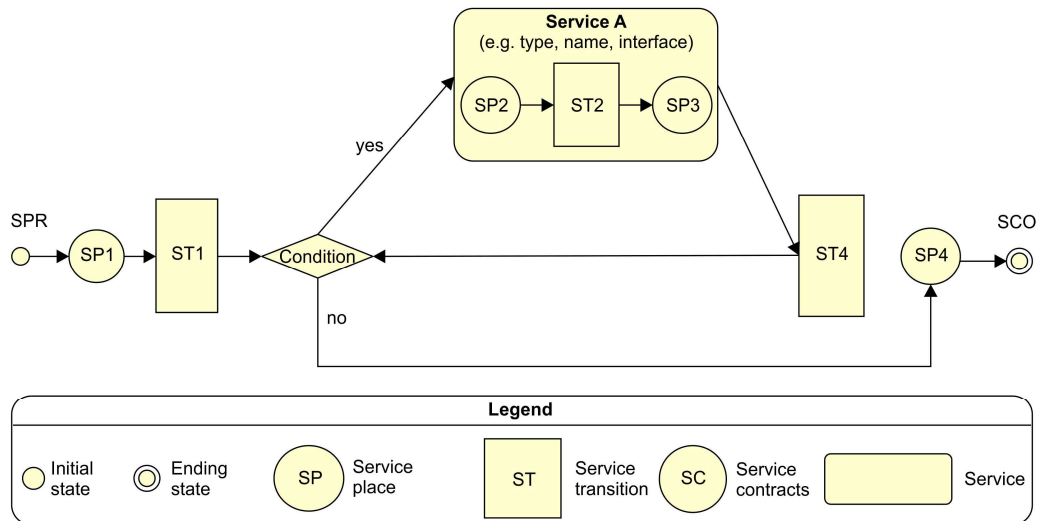 Service A
(e.g. type, name, interface)
SP2
ST2
SP3
yes
SPR
SP1
ST1
Condition
ST4
SP4
SCO
no
Legend
Initial
state
Ending
state
SP
Service
place
ST
Service
transition
SC
Service
contracts
Service